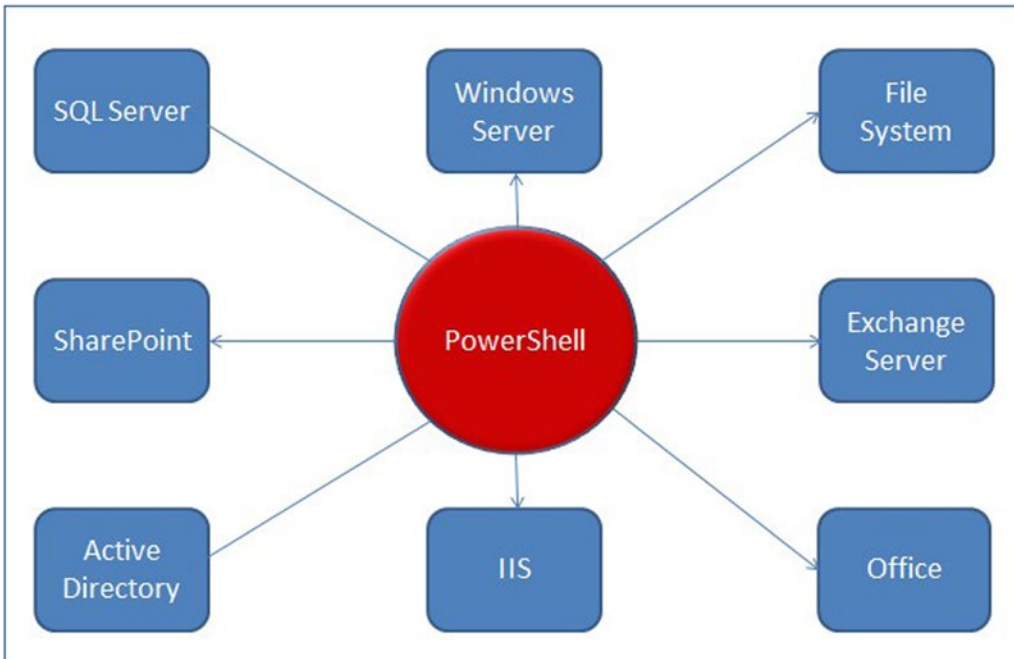 SQL Server
Windows
Server
File
System
SharePoint
PowerShell
Exchange
Server
Active
Directory
IIS
Office